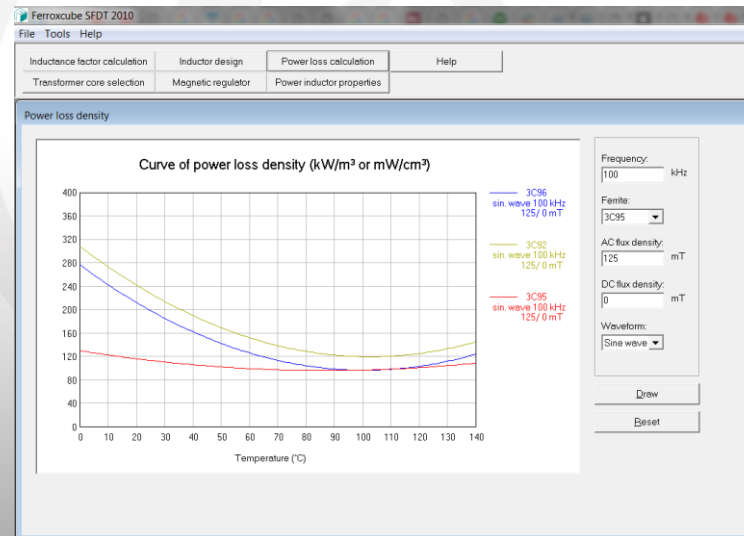 Ferroxcube SFDT 2010
File Tools Help
Inductance factor calculation
Inductor design
Power loss calculation
Help
Transformer core selection
Magnetic regulator
Power inductor properties
Power loss density
Curve of power loss density (kW/m³ or mW/cm³)
400
360
320
280
240
200
160
120
80
40
0
0 10 20 30 40 50 60 70 80 90 100 110 120 130 140
Temperature (°C)
3C96
sin. wave 100 kHz
125/ 0 mT
3C92
sin. wave 100 kHz
125/ 0 mT
3C95
sin. wave 100 kHz
125/ 0 mT
Frequency:
100 kHz
Ferrite:
3C95
AC flux density:
125 mT
DC flux density:
0 mT
Waveform:
Sine wave
Draw
Reset